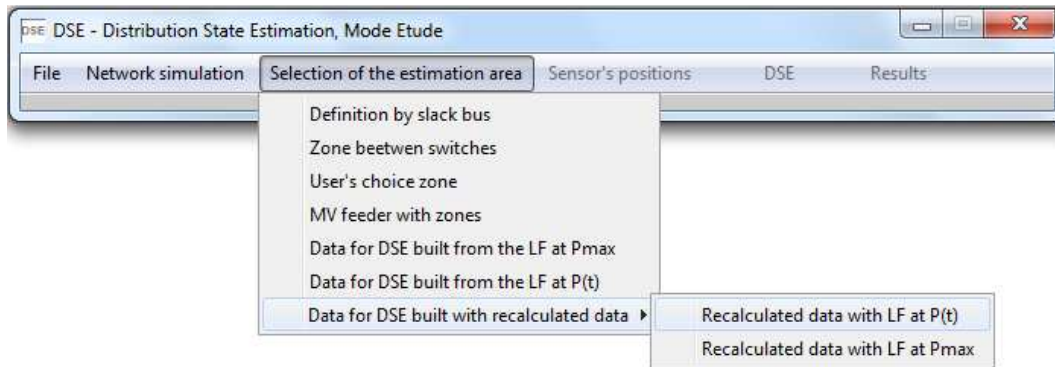 DSE DSE - Distribution State Estimation, Mode Etude
File Network simulation Selection of the estimation area Sensor's positions DSE Results
Definition by slack bus
Zone beetwen switches
User's choice zone
MV feeder with zones
Data for DSE built from the LF at Pmax
Data for DSE built from the LF at P(t)
Data for DSE built with recalculated data
Recalculated data with LF at P(t)
Recalculated data with LF at Pmax